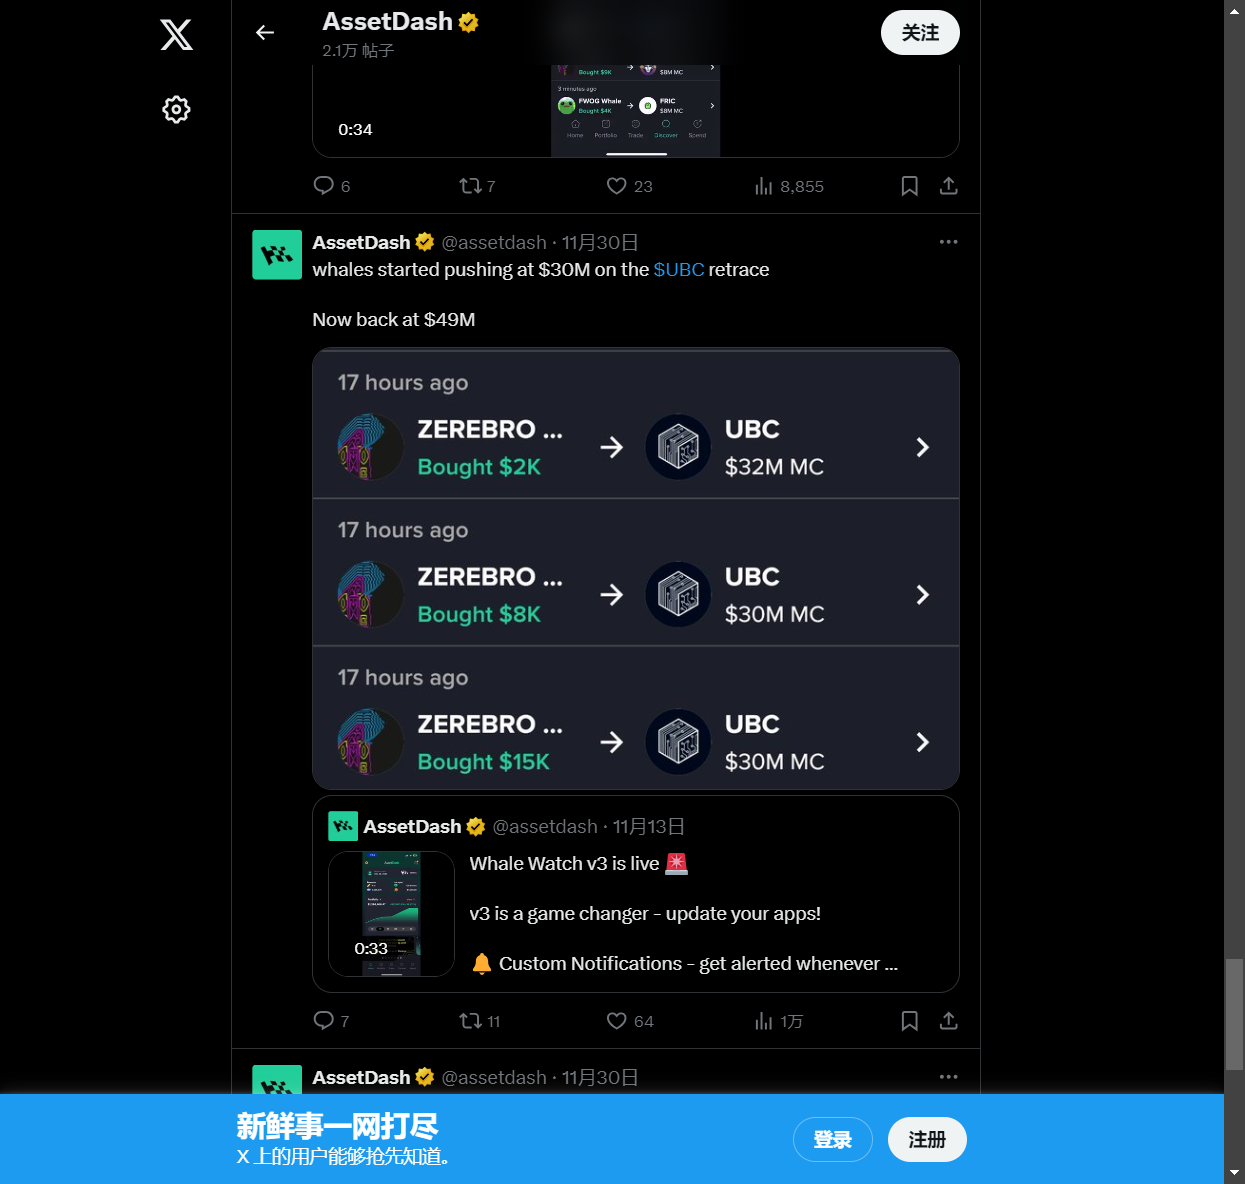 AssetDash
2.1万 帖子
关注
Bought $9K
$8M MC
3 minutes ago
FWOG Whale
FRIC
Bought $4K
$8M MC
Home Portfolio Trade Discover Spend
0:34
6 7 23 8,855
AssetDash @assetdash · 11月30日
whales started pushing at $30M on the $UBC retrace
Now back at $49M
17 hours ago
ZEREBRO ...
UBC
Bought $2K
$32M MC
17 hours ago
ZEREBRO ...
UBC
Bought $8K
$30M MC
17 hours ago
ZEREBRO ...
UBC
Bought $15K
$30M MC
AssetDash @assetdash · 11月13日
Whale Watch v3 is live
v3 is a game changer - update your apps!
0:33
Custom Notifications - get alerted whenever ...
7 11 64 1万
AssetDash @assetdash · 11月30日
新鲜事一网打尽
X 上的用户能够抢先知道。
登录
注册